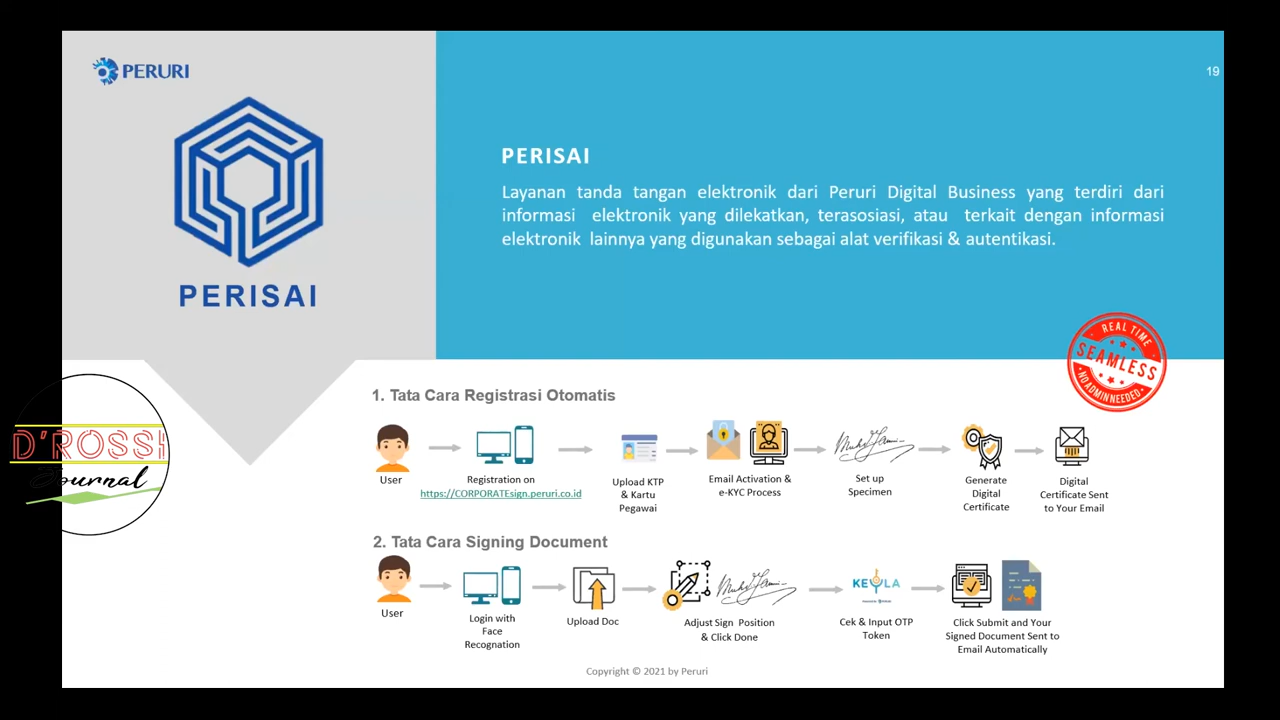 PERURI
19
PERISAI
PERISAI
Layanan tanda tangan elektronik dari Peruri Digital Business yang terdiri dari
informasi elektronik yang dilekatkan, terasosiasi, atau terkait dengan informasi
elektronik lainnya yang digunakan sebagai alat verifikasi & autentikasi.
REAL TIME
SEAMLESS
NO ADMIN NEEDED
D'ROSSI
Journal
1. Tata Cara Registrasi Otomatis
User
Registration on
https://CORPORATEsign.peruri.co.id
Upload KTP
& Kartu
Pegawai
Email Activation &
e-KYC Process
Set up
Specimen
Generate
Digital
Certificate
Digital
Certificate Sent
to Your Email
2. Tata Cara Signing Document
User
Login with
Face
Recognation
Upload Doc
Adjust Sign Position
& Click Done
KEYLA
Cek & Input OTP
Token
Click Submit and Your
Signed Document Sent to
Email Automatically
Copyright © 2021 by Peruri